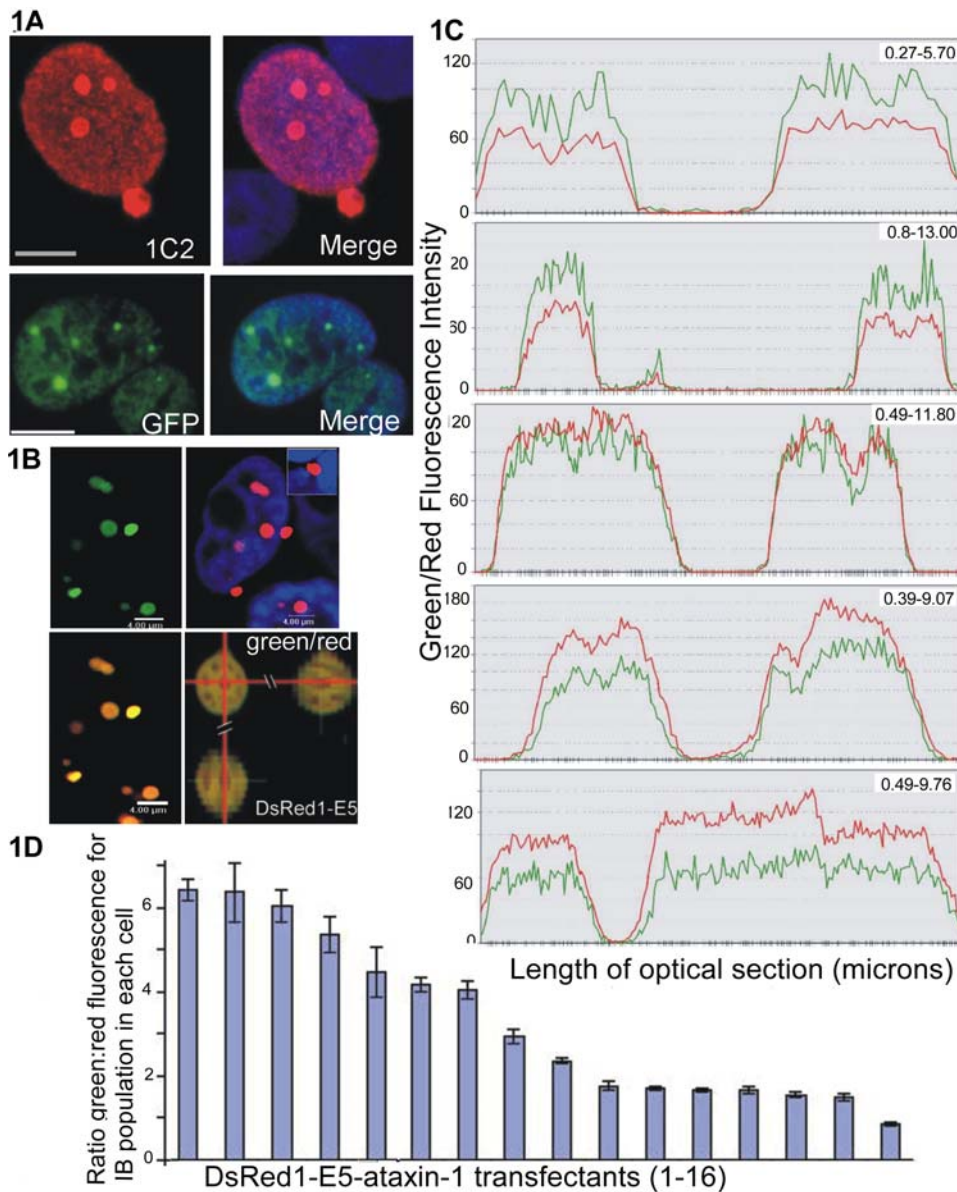 1A
1C2
Merge
GFP
Merge
1B
4.00 μm
4.00 μm
green/red
4.00 μm
DsRed1-E5
1C
Green/Red Fluorescence Intensity
120
60
0
0.27-5.70
20
60
0
0.8-13.00
120
60
0
0.49-11.80
180
120
60
0
0.39-9.07
120
60
0
0.49-9.76
Length of optical section (microns)
1D
Ratio green:red fluorescence for
IB population in each cell
6
4
2
0
DsRed1-E5-ataxin-1 transfectants (1-16)